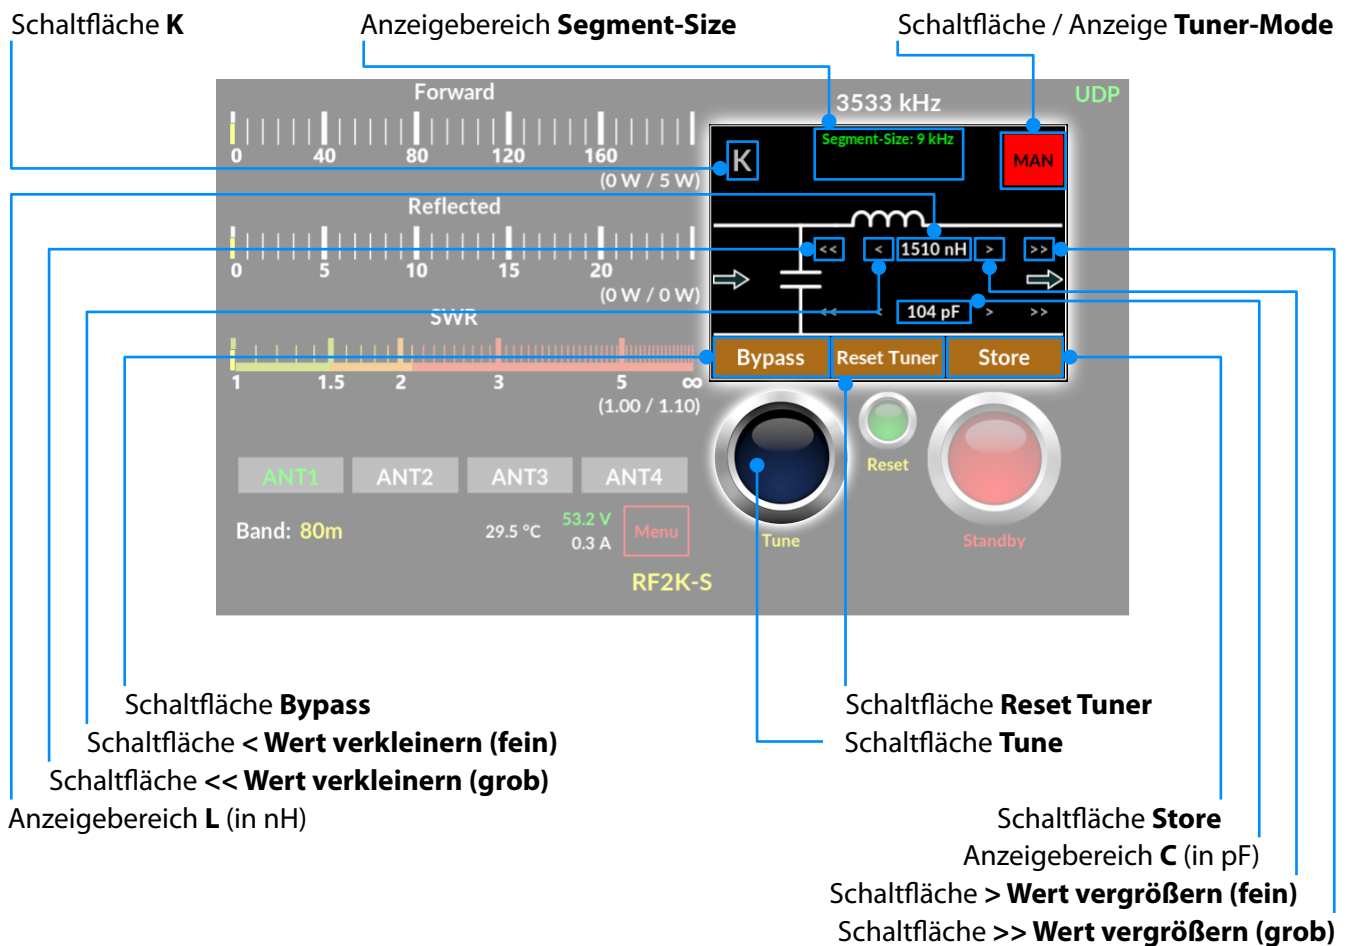 Schaltfläche K
Anzeigebereich Segment-Size
Schaltfläche / Anzeige Tuner-Mode
Forward
3533 kHz
UDP
0 40 80 120 160
(0 W / 5 W)
K
Segment-Size: 9 kHz
MAN
Reflected
0 5 10 15 20
(0 W / 0 W)
<< < 1510 nH > >>
<< < 104 pF > >>
SWR
1 1.5 2 3 5 ∞
(1.00 / 1.10)
Bypass
Reset Tuner
Store
ANT1
ANT2
ANT3
ANT4
Reset
Band: 80m
29.5 °C
53.2 V
0.3 A
Menu
Tune
Standby
RF2K-S
Schaltfläche Bypass
Schaltfläche < Wert verkleinern (fein)
Schaltfläche << Wert verkleinern (grob)
Anzeigebereich L (in nH)
Schaltfläche Reset Tuner
Schaltfläche Tune
Schaltfläche Store
Anzeigebereich C (in pF)
Schaltfläche > Wert vergrößern (fein)
Schaltfläche >> Wert vergrößern (grob)